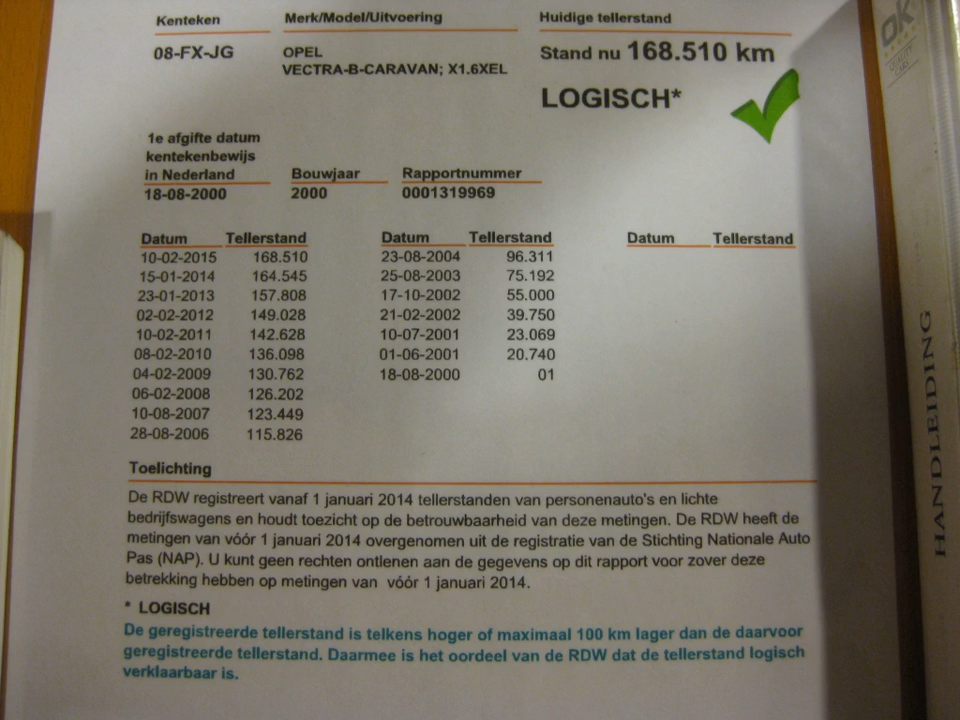 Kenteken Merk/Model/Uitvoering Huidige tellerstand
08-FX-JG OPEL Stand nu 168.510 km
VECTRA-B-CARAVAN; X1.6XEL
LOGISCH*
1e afgifte datum
kentekenbewijs
in Nederland Bouwjaar Rapportnummer
18-08-2000 2000 0001319969
Datum Tellerstand Datum Tellerstand Datum Tellerstand
10-02-2015 168.510 23-08-2004 96.311
15-01-2014 164.545 25-08-2003 75.192
23-01-2013 157.808 17-10-2002 55.000
02-02-2012 149.028 21-02-2002 39.750
10-02-2011 142.628 10-07-2001 23.069
08-02-2010 136.098 01-06-2001 20.740
04-02-2009 130.762 18-08-2000 01
06-02-2008 126.202
10-08-2007 123.449
28-08-2006 115.826
Toelichting
De RDW registreert vanaf 1 januari 2014 tellerstanden van personenauto's en lichte
bedrijfswagens en houdt toezicht op de betrouwbaarheid van deze metingen. De RDW heeft de
metingen van vóór 1 januari 2014 overgenomen uit de registratie van de Stichting Nationale Auto
Pas (NAP). U kunt geen rechten ontlenen aan de gegevens op dit rapport voor zover deze
betrekking hebben op metingen van vóór 1 januari 2014.
* LOGISCH
De geregistreerde tellerstand is telkens hoger of maximaal 100 km lager dan de daarvoor
geregistreerde tellerstand. Daarmee is het oordeel van de RDW dat de tellerstand logisch
verklaarbaar is.
OK
QUALITY
CARS
HANDLEIDING